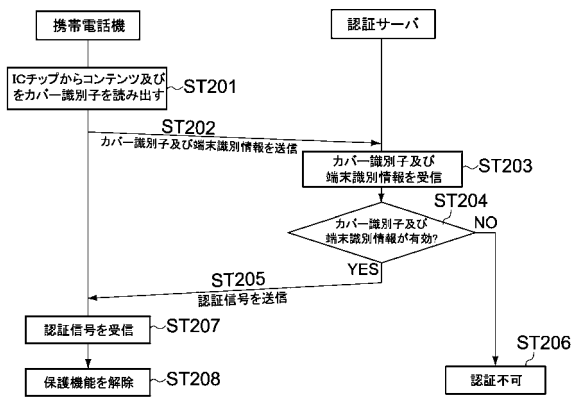 携帯電話機
認証サーバ
ICチップからコンテンツ及び
をカバー識別子を読み出す
ST201
ST202
カバー識別子及び端末識別情報を送信
カバー識別子及び
端末識別情報を受信
ST203
ST204
カバー識別子及び
端末識別情報が有効?
NO
YES
ST205
認証信号を送信
認証信号を受信
ST207
ST206
認証不可
保護機能を解除
ST208